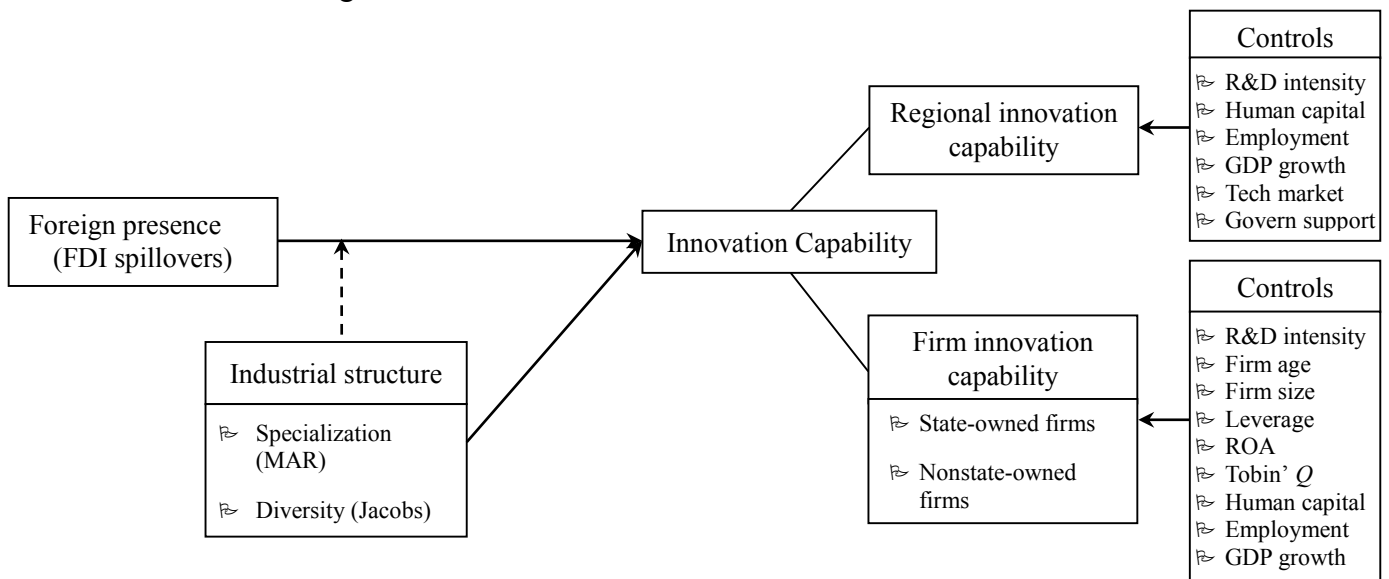 Controls
R&D intensity
Human capital
Employment
GDP growth
Tech market
Govern support
Regional innovation
capability
Foreign presence
(FDI spillovers)
Innovation Capability
Industrial structure
Specialization
(MAR)
Diversity (Jacobs)
Firm innovation
capability
State-owned firms
Nonstate-owned
firms
Controls
R&D intensity
Firm age
Firm size
Leverage
ROA
Tobin' Q
Human capital
Employment
GDP growth